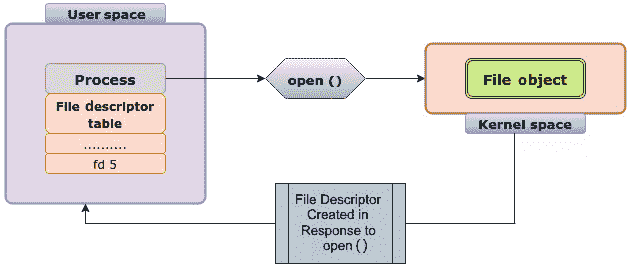 User space
Process
File descriptor
table
..........
fd 5
open ()
File object
Kernel space
File Descriptor
Created in
Response to
open ()